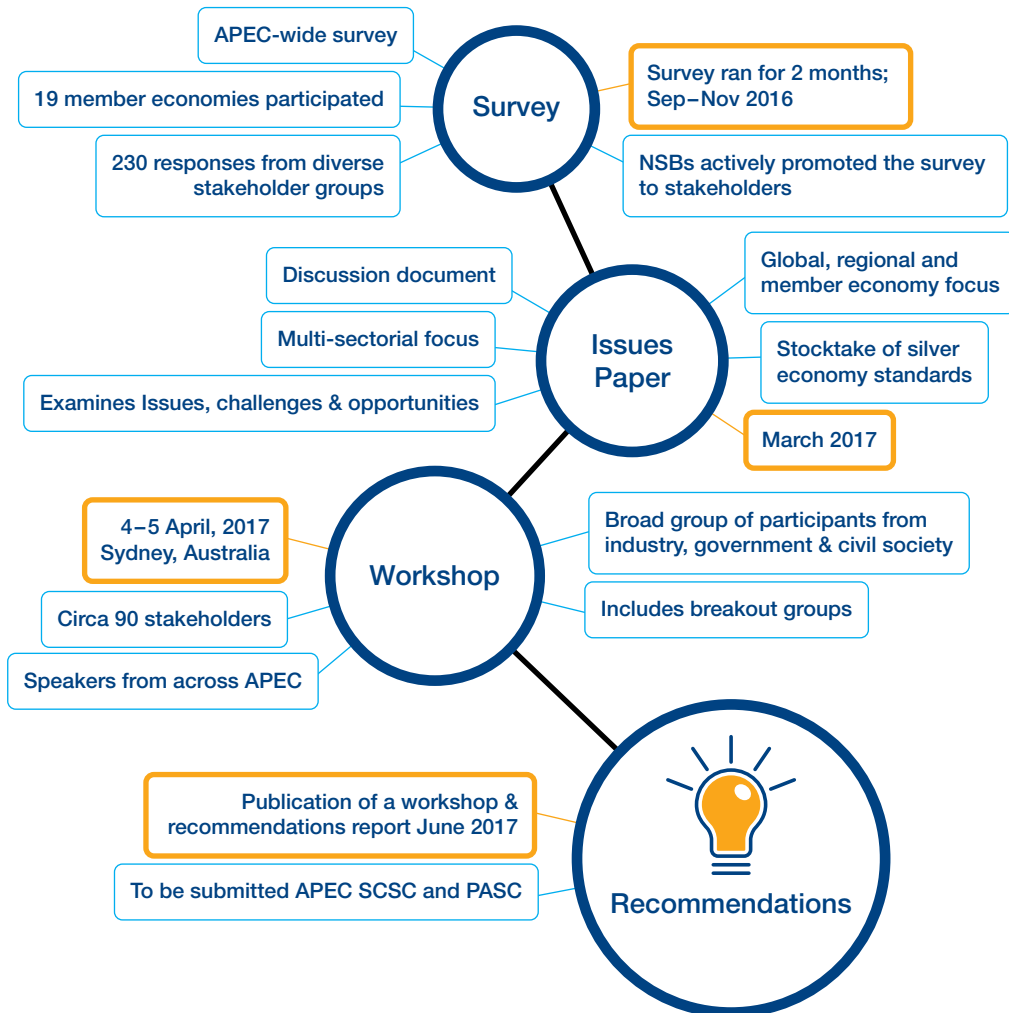 APEC-wide survey
19 member economies participated
230 responses from diverse
stakeholder groups
Survey
Survey ran for 2 months;
Sep–Nov 2016
NSBs actively promoted the survey
to stakeholders
Discussion document
Multi-sectorial focus
Examines Issues, challenges & opportunities
Issues
Paper
Global, regional and
member economy focus
Stocktake of silver
economy standards
March 2017
4–5 April, 2017
Sydney, Australia
Circa 90 stakeholders
Speakers from across APEC
Workshop
Broad group of participants from
industry, government & civil society
Includes breakout groups
Publication of a workshop &
recommendations report June 2017
To be submitted APEC SCSC and PASC
Recommendations